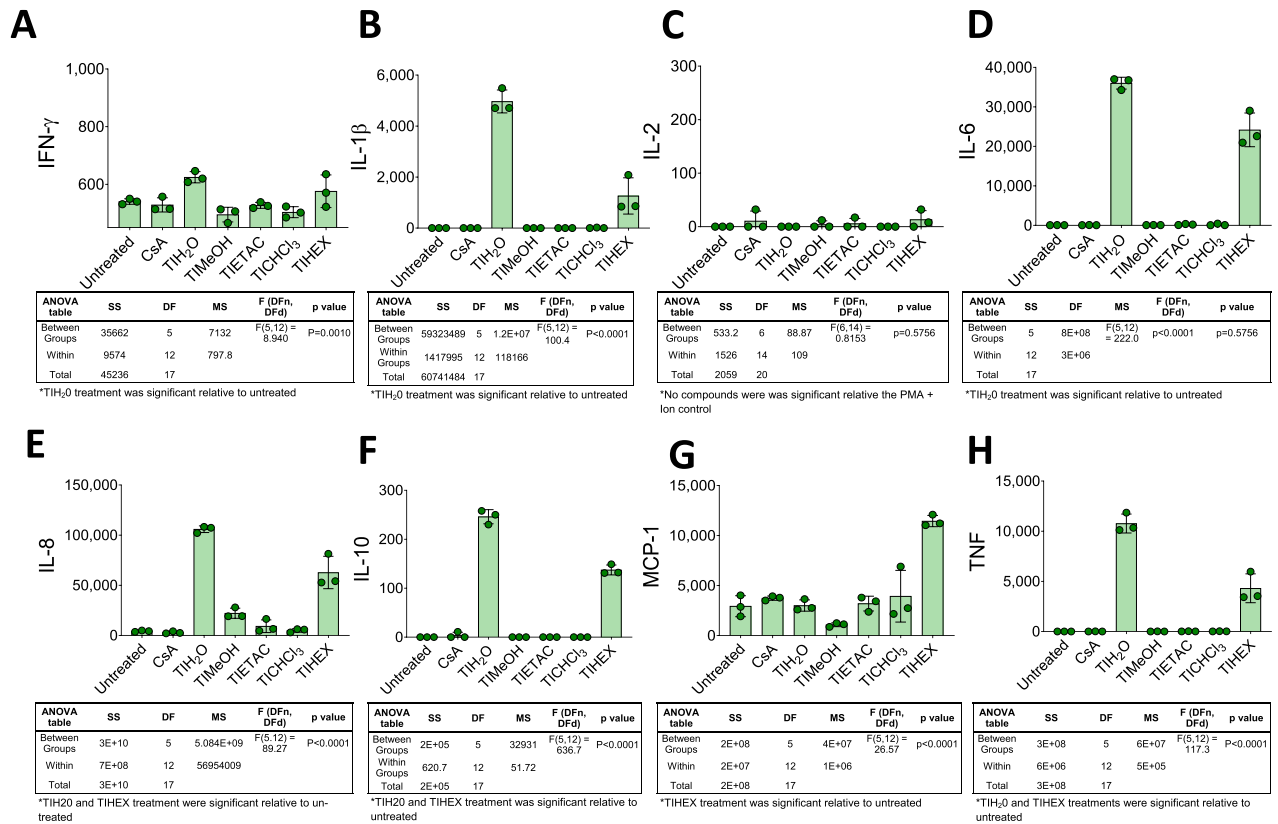 A
IFN-γ
1,000
800
600
Untreated CsA TIH₂O TIMeOH TIETAC TICHCl₃ TIHEX
ANOVA table SS DF MS F (DFn, DFd) p value
Between Groups 35662 5 7132 F(5,12) = 8.940 P=0.0010
Within 9574 12 797.8
Total 45236 17
*TIH₂0 treatment was significant relative to untreated
B
IL-1β
6,000
4,000
2,000
0
Untreated CsA TIH₂O TIMeOH TIETAC TICHCl₃ TIHEX
ANOVA table SS DF MS F (DFn, DFd) p value
Between Groups 59323489 5 1.2E+07 F(5,12) = 100.4 P<0.0001
Within Groups 1417995 12 118166
Total 60741484 17
*TIH₂0 treatment was significant relative to untreated
C
IL-2
300
200
100
0
Untreated CsA TIH₂O TIMeOH TIETAC TICHCl₃ TIHEX
ANOVA table SS DF MS F (DFn, DFd) p value
Between Groups 533.2 6 88.87 F(6,14) = 0.8153 p=0.5756
Within 1526 14 109
Total 2059 20
*No compounds were was significant relative the PMA +
Ion control
D
IL-6
40,000
30,000
20,000
10,000
0
Untreated CsA TIH₂O TIMeOH TIETAC TICHCl₃ TIHEX
ANOVA table SS DF MS F (DFn, DFd) p value
Between Groups 5 8E+08 F(5,12) = 222.0 p<0.0001 p=0.5756
Within 12 3E+06
Total 17
*TIH₂0 treatment was significant relative to untreated
E
IL-8
150,000
100,000
50,000
0
Untreated CsA TIH₂O TIMeOH TIETAC TICHCl₃ TIHEX
ANOVA table SS DF MS F (DFn, DFd) p value
Between Groups 3E+10 5 5.084E+09 F(5.12) = 89.27 P<0.0001
Within 7E+08 12 56954009
Total 3E+10 17
*TIH20 and TIHEX treatment were significant relative to un-
treated
F
IL-10
300
200
100
0
Untreated CsA TIH₂O TIMeOH TIETAC TICHCl₃ TIHEX
ANOVA table SS DF MS F (DFn, DFd) p value
Between Groups 2E+05 5 32931 F(5,12) = 636.7 P<0.0001
Within Groups 620.7 12 51.72
Total 2E+05 17
*TIH20 and TIHEX treatment was significant relative to
untreated
G
MCP-1
15,000
10,000
5,000
0
Untreated CsA TIH₂O TIMeOH TIETAC TICHCl₃ TIHEX
ANOVA table SS DF MS F (DFn, DFd) p value
Between Groups 2E+08 5 4E+07 F(5,12) = 26.57 p<0.0001
Within 2E+07 12 1E+06
Total 2E+08 17
*TIHEX treatment was significant relative to untreated
H
TNF
15,000
10,000
5,000
0
Untreated CsA TIH₂O TIMeOH TIETAC TICHCl₃ TIHEX
ANOVA table SS DF MS F (DFn, DFd) p value
Between Groups 3E+08 5 6E+07 F(5,12) = 117.3 P<0.0001
Within 6E+06 12 5E+05
Total 3E+08 17
*TIH₂0 and TIHEX treatments were significant relative to
untreated